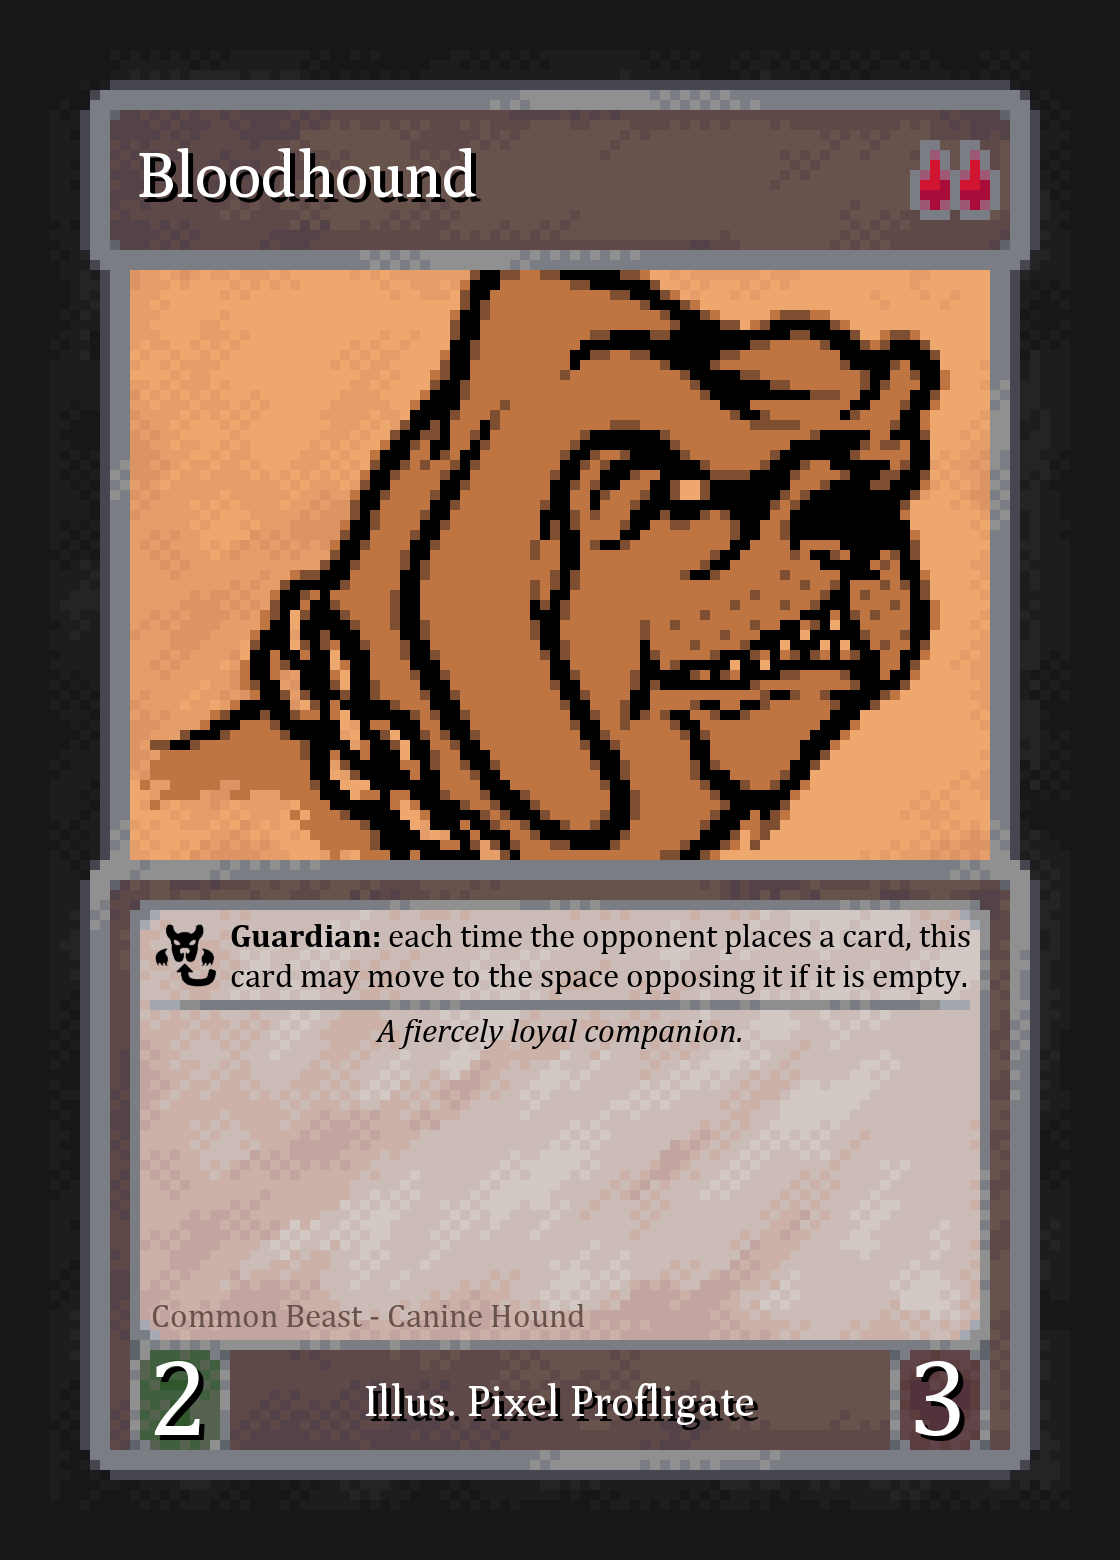 Bloodhound
Guardian: each time the opponent places a card, this
card may move to the space opposing it if it is empty.
A fiercely loyal companion.
Common Beast - Canine Hound
2
Illus. Pixel Profligate
3